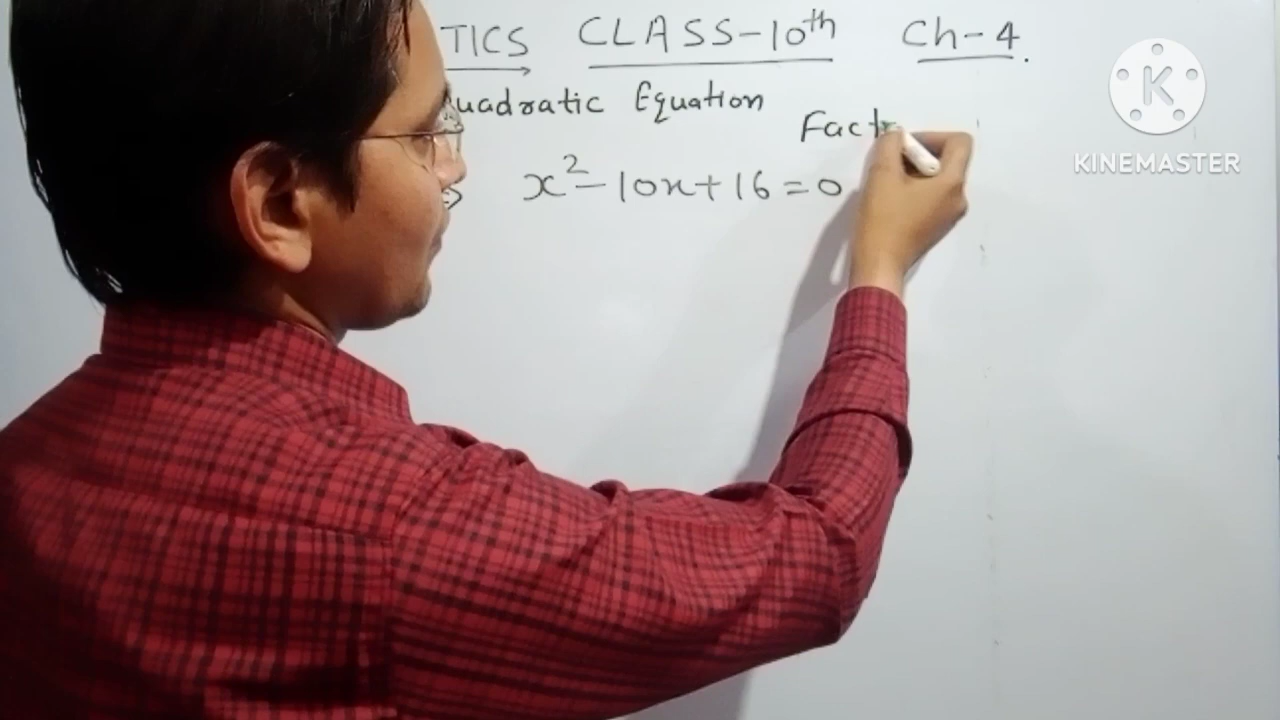 TICS CLASS-10th Ch-4.
uadratic Equation
Fact
⇒ x² - 10x + 16 = 0
K
KINEMASTER